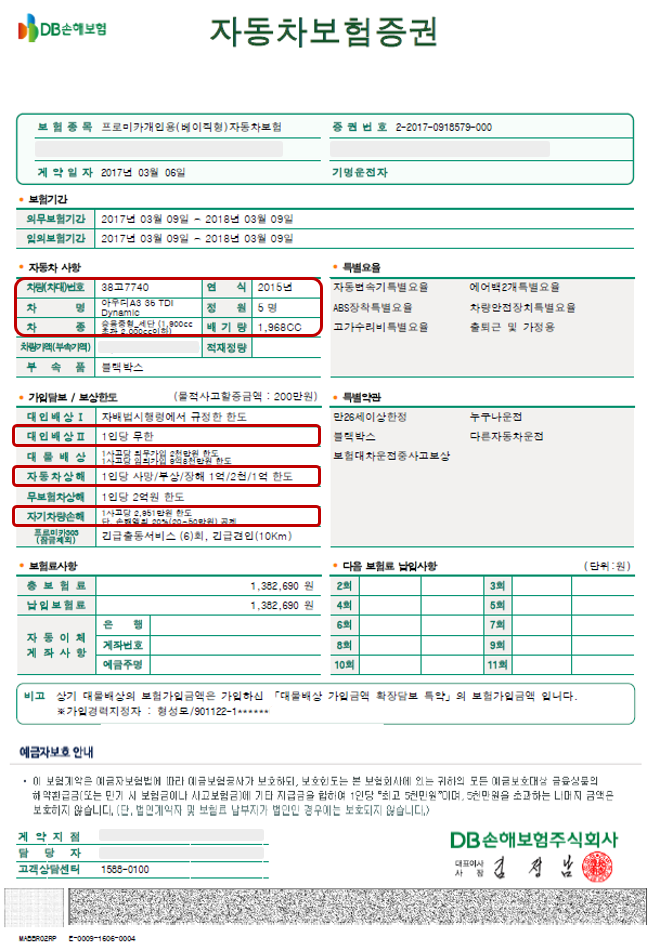 DB손해보험
자동차보험증권
보험종목 프로미카개인용(베이직형)자동차보험 증권번호 2-2017-0918579-000
계약일자 2017년 03월 06일 기명운전자
보험기간
의무보험기간 2017년 03월 09일 ~ 2018년 03월 09일
임의보험기간 2017년 03월 09일 ~ 2018년 03월 09일
자동차 사항 특별요율
차량(차대)번호 38고7740 연식 2015년 자동변속기특별요율 에어백2개특별요율
차명 아우디A3 35 TDI Dynamic 정원 5 명 ABS장착특별요율 차량안전장치특별요율
차종 승용중형_세단 (1,900cc 초과 2,000cc이하) 배기량 1,968CC 고가수리비특별요율 출퇴근 및 가정용
차량가액(부속가액) 적재정량
부속품 블랙박스
가입담보 / 보상한도 (물적사고할증금액 : 200만원) 특별약관
대인배상Ⅰ 자배법시행령에서 규정한 한도 만26세이상한정 누구나운전
대인배상Ⅱ 1인당 무한 블랙박스 다른자동차운전
대물배상 1사고당 의무가입 2천만원 한도
1사고당 임의가입 9억8천만원 한도 보험대차운전중사고보상
자동차상해 1인당 사망/부상/장해 1억/2천/1억 한도
무보험차상해 1인당 2억원 한도
자기차량손해 1사고당 2,951만원 한도
단, 손해액의 20%(20~50만원) 공제
프로미카SOS (잠금해제) 긴급출동서비스 (6)회, 긴급견인(10Km)
보험료사항 다음 보험료 납입사항 (단위:원)
총보험료 1,382,690 원 2회 3회
납입보험료 1,382,690 원 4회 5회
자동이체 계좌사항 은행 6회 7회
계좌번호 8회 9회
예금주명 10회 11회
비고 상기 대물배상의 보험가입금액은 가입하신 「대물배상 가입금액 확장담보 특약」의 보험가입금액 입니다.
※가입경력지정자 : 형성모/901122-1******
예금자보호 안내
• 이 보험계약은 예금자보험법에 따라 예금보험공사가 보호하되, 보호한도는 본 보험회사에 있는 귀하의 모든 예금보호대상 금융상품의
해약환급금(또는 만기 시 보험금이나 사고보험금)에 기타 지급금을 합하여 1인당 "최고 5천만원"이며, 5천만원을 초과하는 나머지 금액은
보호하지 않습니다. (단, 법인계약자 및 보험료 납부자가 법인인 경우에는 보호되지 않습니다.)
계약지점
담당자
고객상담센터 1588-0100
DB손해보험주식회사
대표이사 사장 김정남
MABBR02RP E-0009-1606-0004